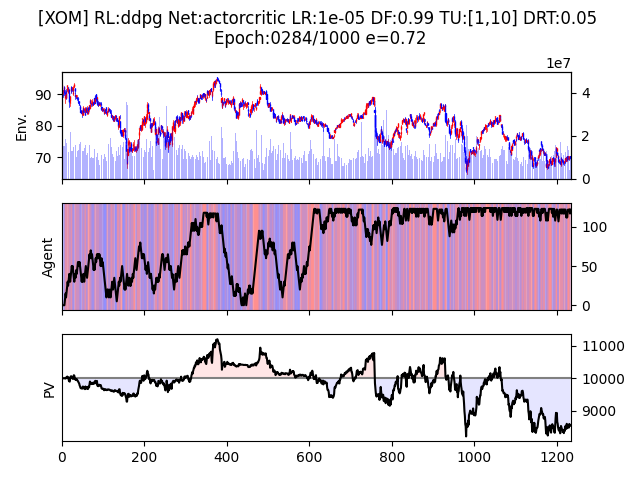 [XOM] RL:ddpg Net:actorcritic LR:1e-05 DF:0.99 TU:[1,10] DRT:0.05
Epoch:0284/1000 e=0.72
1e7
90
80
70
Env.
4
2
0
Agent
100
50
0
PV
11000
10000
9000
0 200 400 600 800 1000 1200